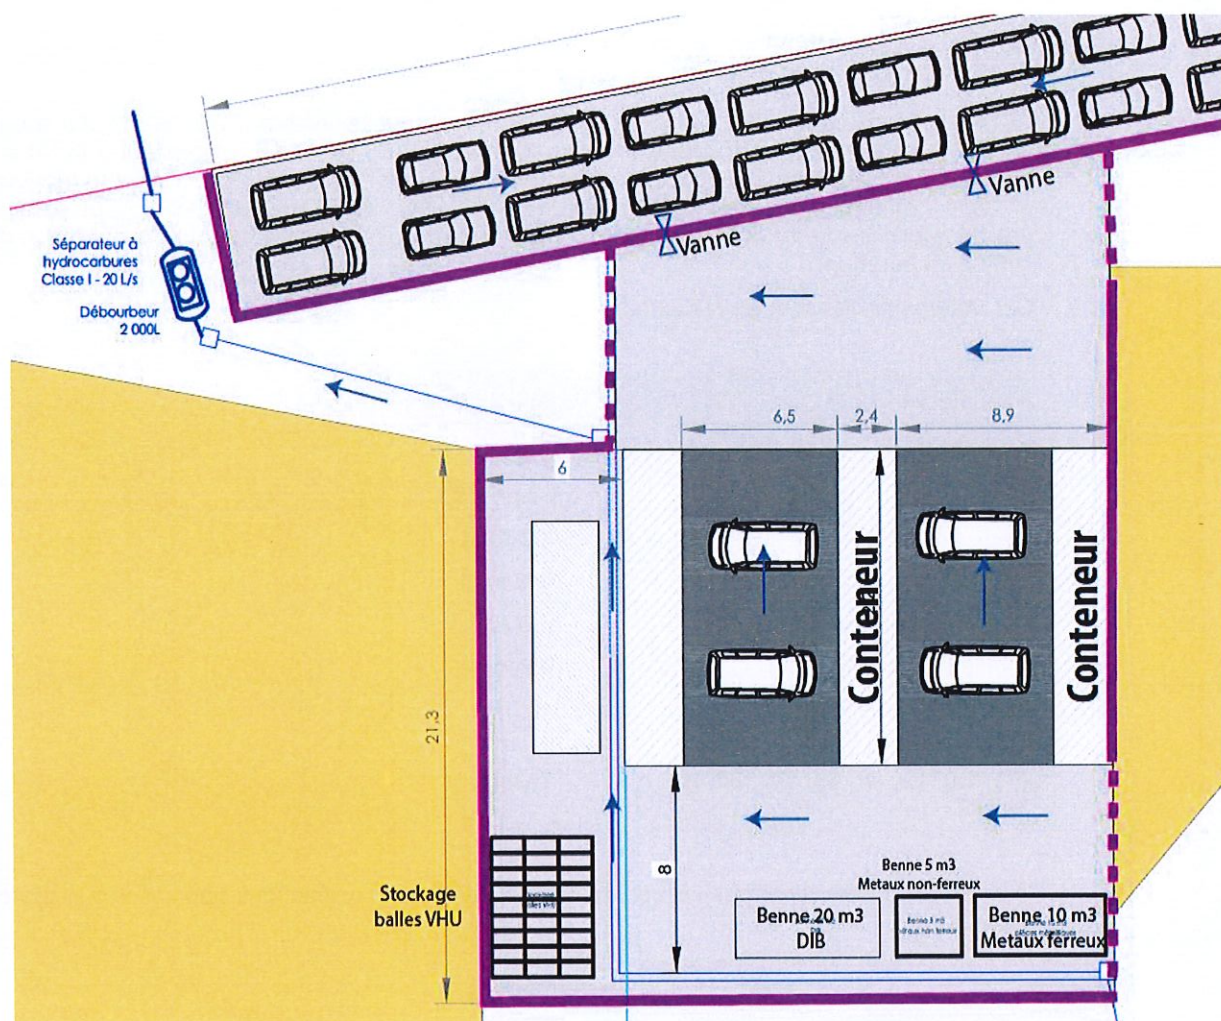 Vanne
Vanne
Séparateur à
hydrocarbures
Classe I - 20 L/s
Débourbeur
2 000L
6,5
2,4
8,9
6
Conteneur
Conteneur
21,3
8
Benne 5 m3
Metaux non-ferreux
Stockage
balles VHU
Benne 20 m3
DIB
Benne 10 m3
Metaux ferreux